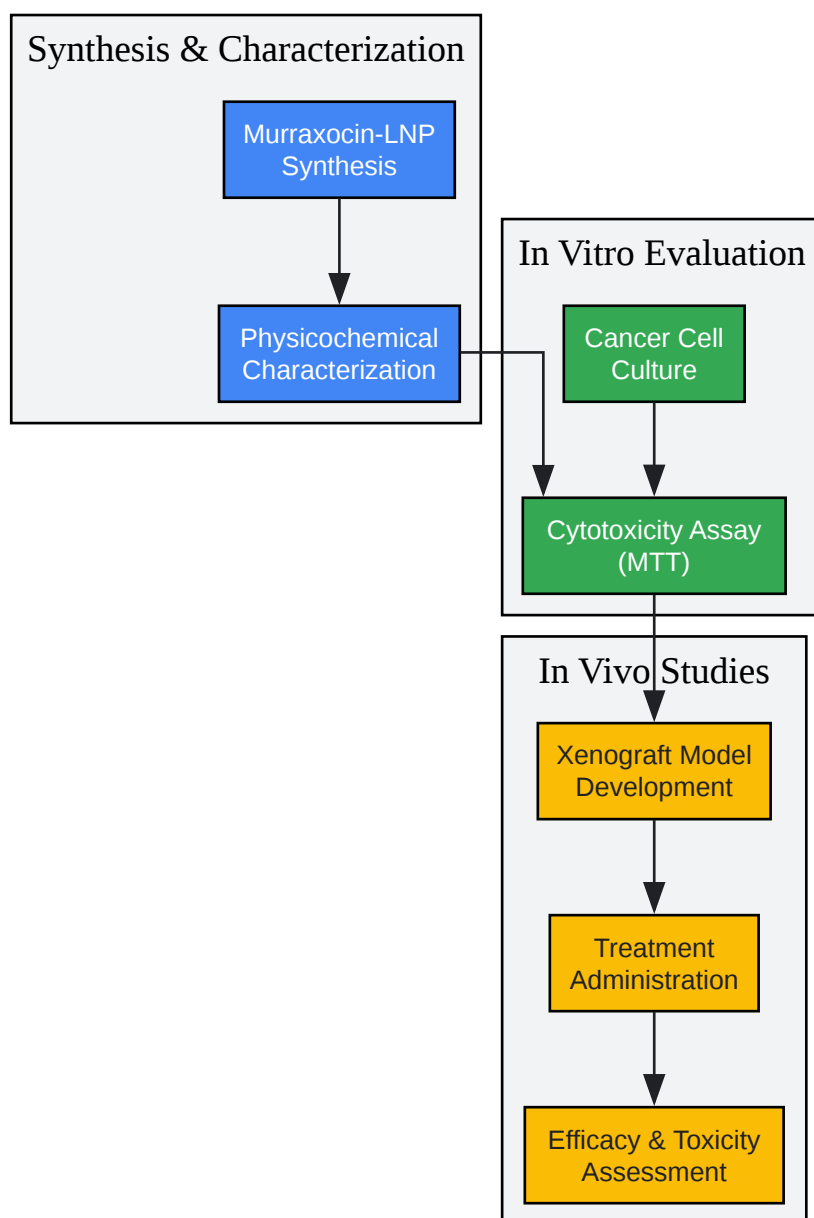 Synthesis & Characterization
Murraxocin-LNP
Synthesis
Physicochemical
Characterization
In Vitro Evaluation
Cancer Cell
Culture
Cytotoxicity Assay
(MTT)
In Vivo Studies
Xenograft Model
Development
Treatment
Administration
Efficacy & Toxicity
Assessment